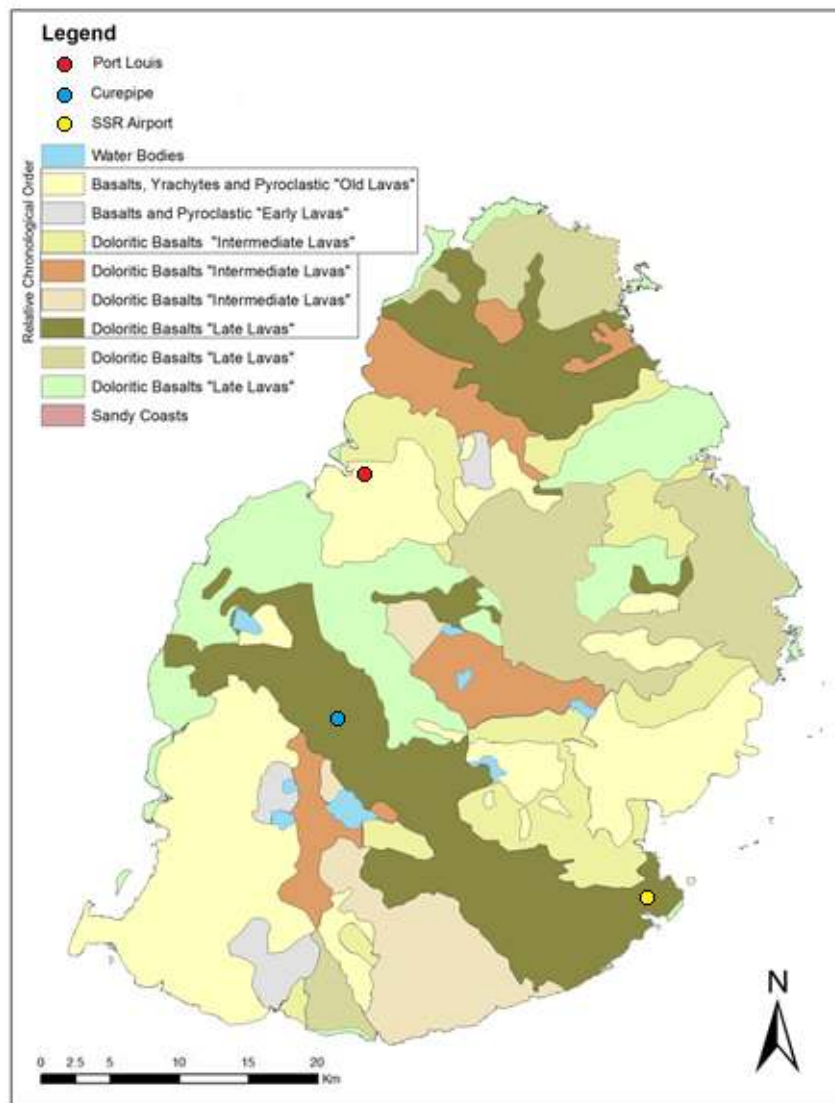 Legend
Port Louis
Curepipe
SSR Airport
Relative Chronological Order
Water Bodies
Basalts, Yrachytes and Pyroclastic "Old Lavas"
Basalts and Pyroclastic "Early Lavas"
Doloritic Basalts "Intermediate Lavas"
Doloritic Basalts "Intermediate Lavas"
Doloritic Basalts "Intermediate Lavas"
Doloritic Basalts "Late Lavas"
Doloritic Basalts "Late Lavas"
Doloritic Basalts "Late Lavas"
Sandy Coasts
N
0 2.5 5 10 15 20
Km